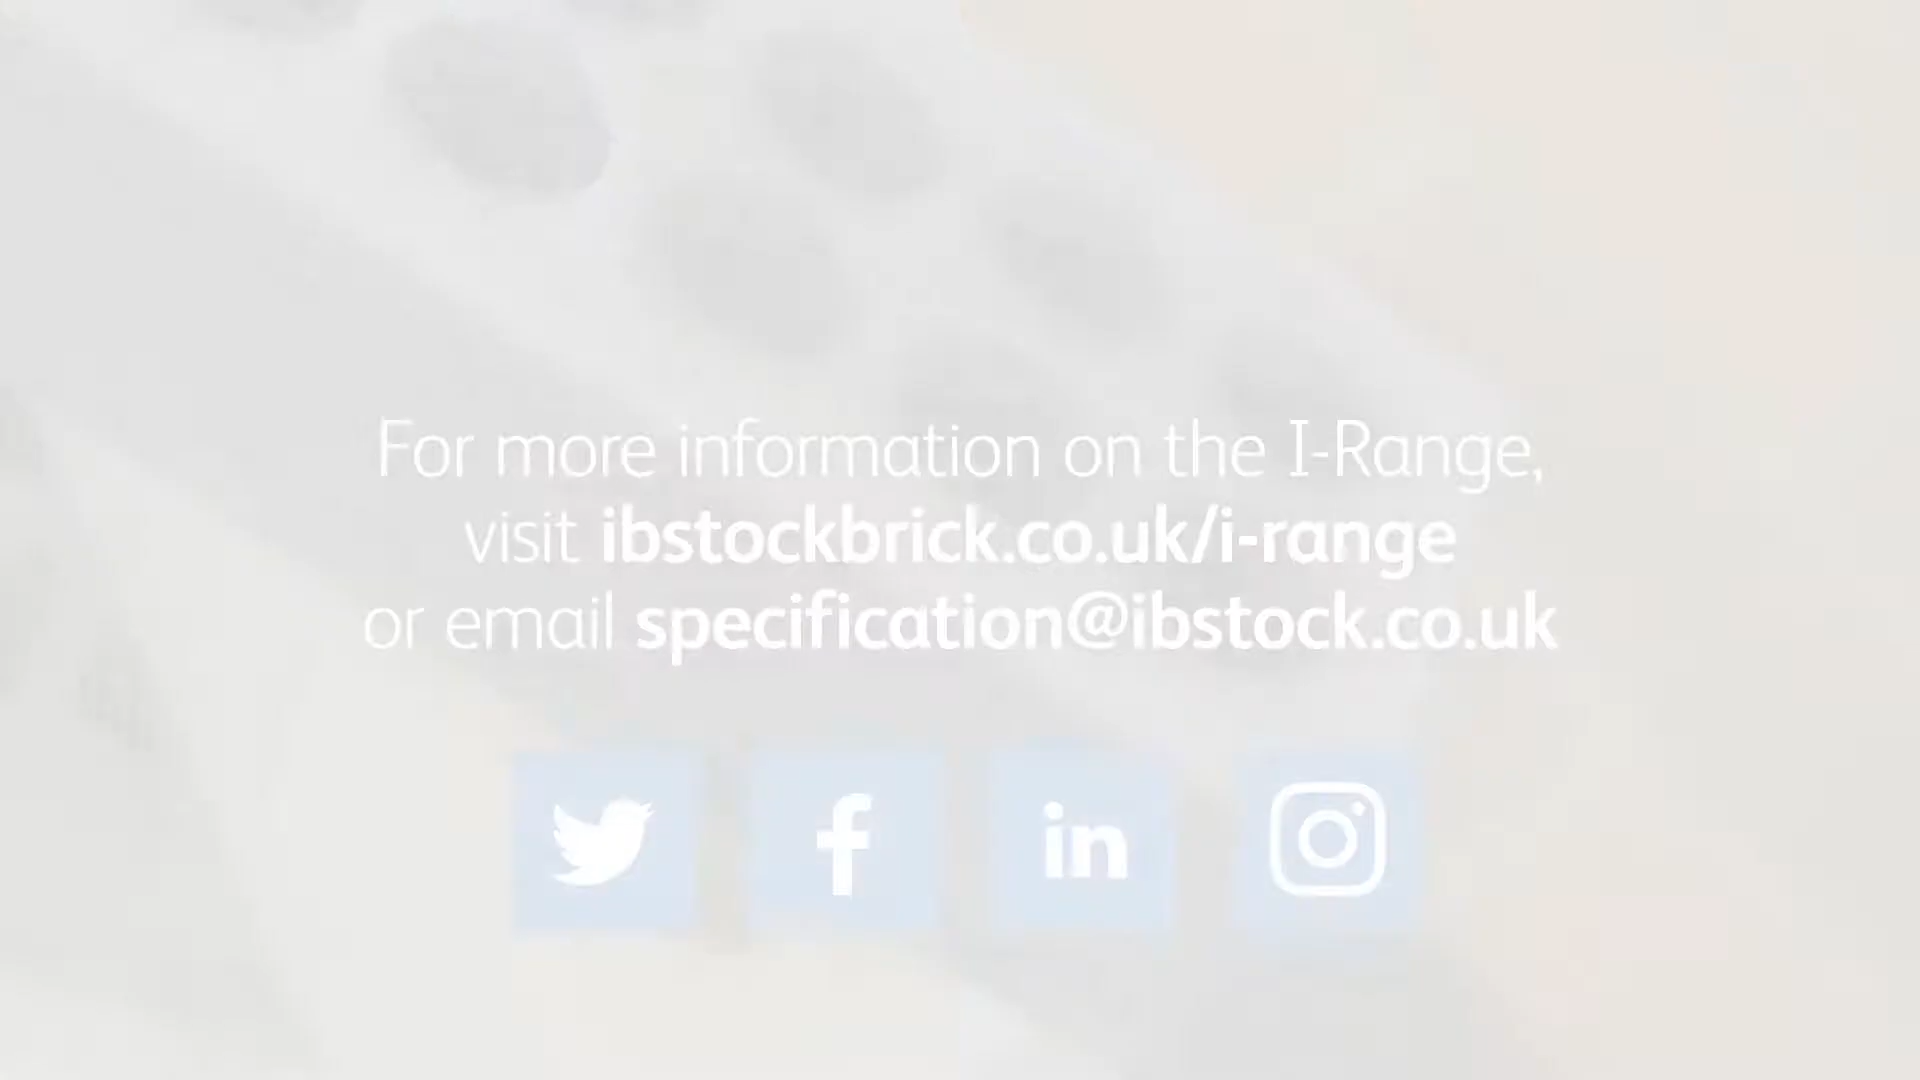 For more information on the I-Range,
visit ibstockbrick.co.uk/i-range
or email specification@ibstock.co.uk